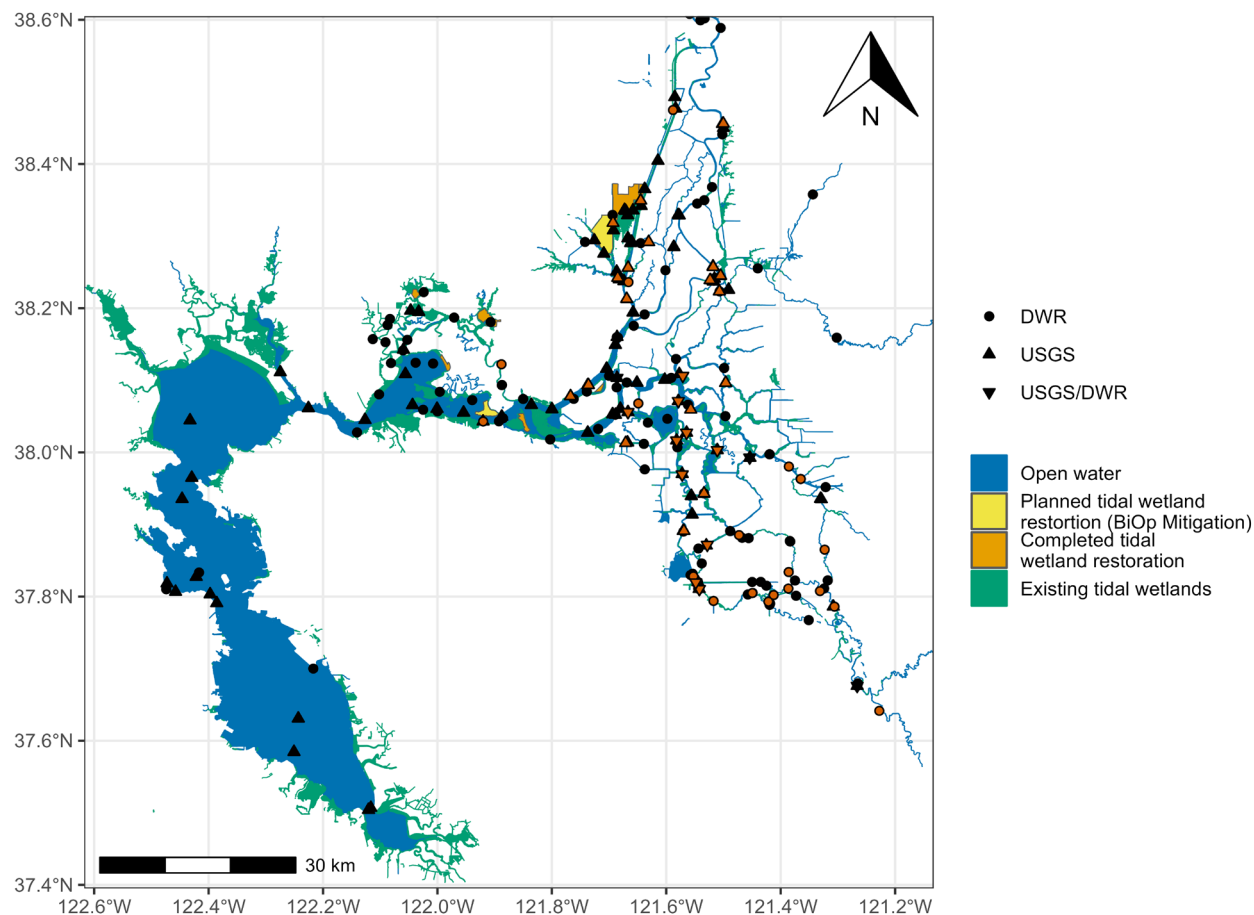 38.6°N
38.4°N
38.2°N
38.0°N
37.8°N
37.6°N
37.4°N
122.6°W
122.4°W
122.2°W
122.0°W
121.8°W
121.6°W
121.4°W
121.2°W
N
30 km
DWR
USGS
USGS/DWR
Open water
Planned tidal wetland
restortion (BiOp Mitigation)
Completed tidal
wetland restoration
Existing tidal wetlands